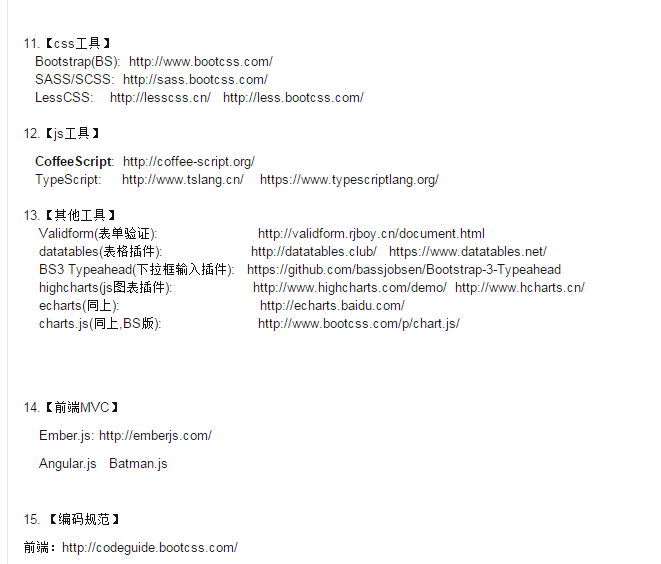 11.【css工具】
Bootstrap(BS): http://www.bootcss.com/
SASS/SCSS: http://sass.bootcss.com/
LessCSS: http://lesscss.cn/ http://less.bootcss.com/
12.【js工具】
CoffeeScript: http://coffee-script.org/
TypeScript: http://www.tslang.cn/ https://www.typescriptlang.org/
13.【其他工具】
Validform(表单验证): http://validform.rjboy.cn/document.html
datatables(表格插件): http://datatables.club/ https://www.datatables.net/
BS3 Typeahead(下拉框输入插件): https://github.com/bassjobsen/Bootstrap-3-Typeahead
highcharts(js图表插件): http://www.highcharts.com/demo/ http://www.hcharts.cn/
echarts(同上): http://echarts.baidu.com/
charts.js(同上,BS版): http://www.bootcss.com/p/chart.js/
14.【前端MVC】
Ember.js: http://emberjs.com/
Angular.js Batman.js
15. 【编码规范】
前端：http://codeguide.bootcss.com/